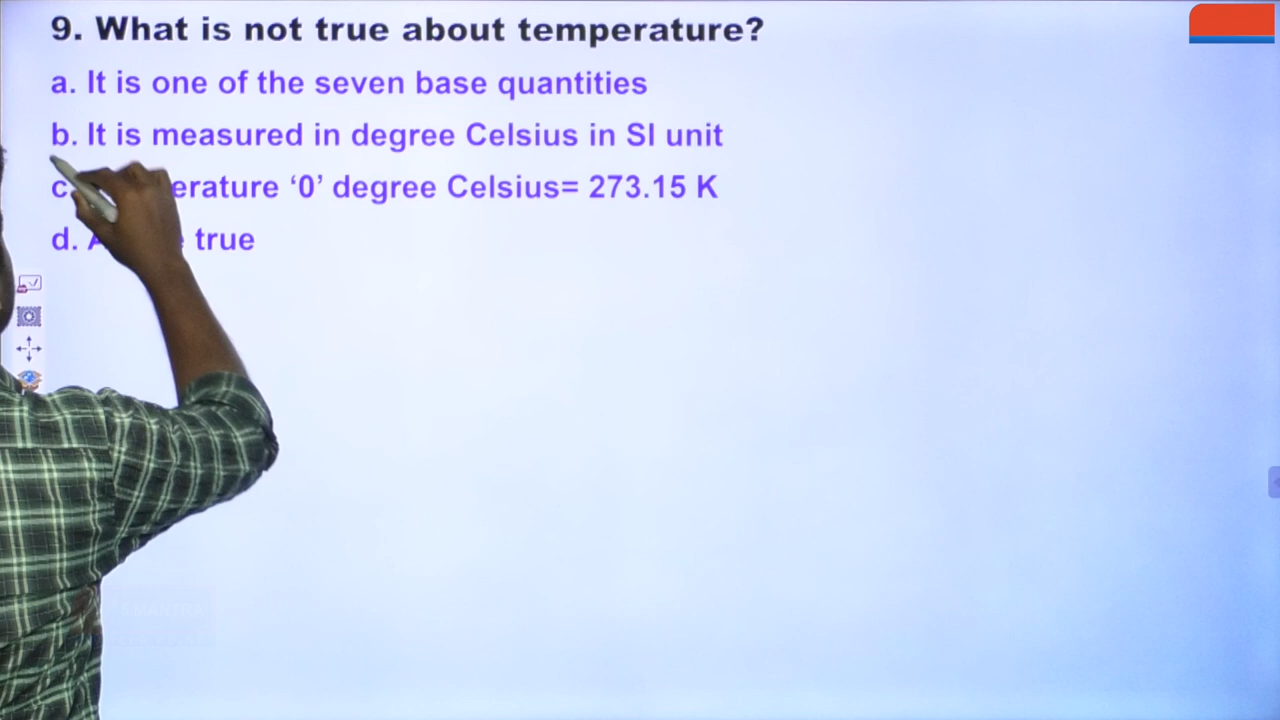 9. What is not true about temperature?
a. It is one of the seven base quantities
b. It is measured in degree Celsius in SI unit
c. ‘0’ degree Celsius= 273.15 K
d. true